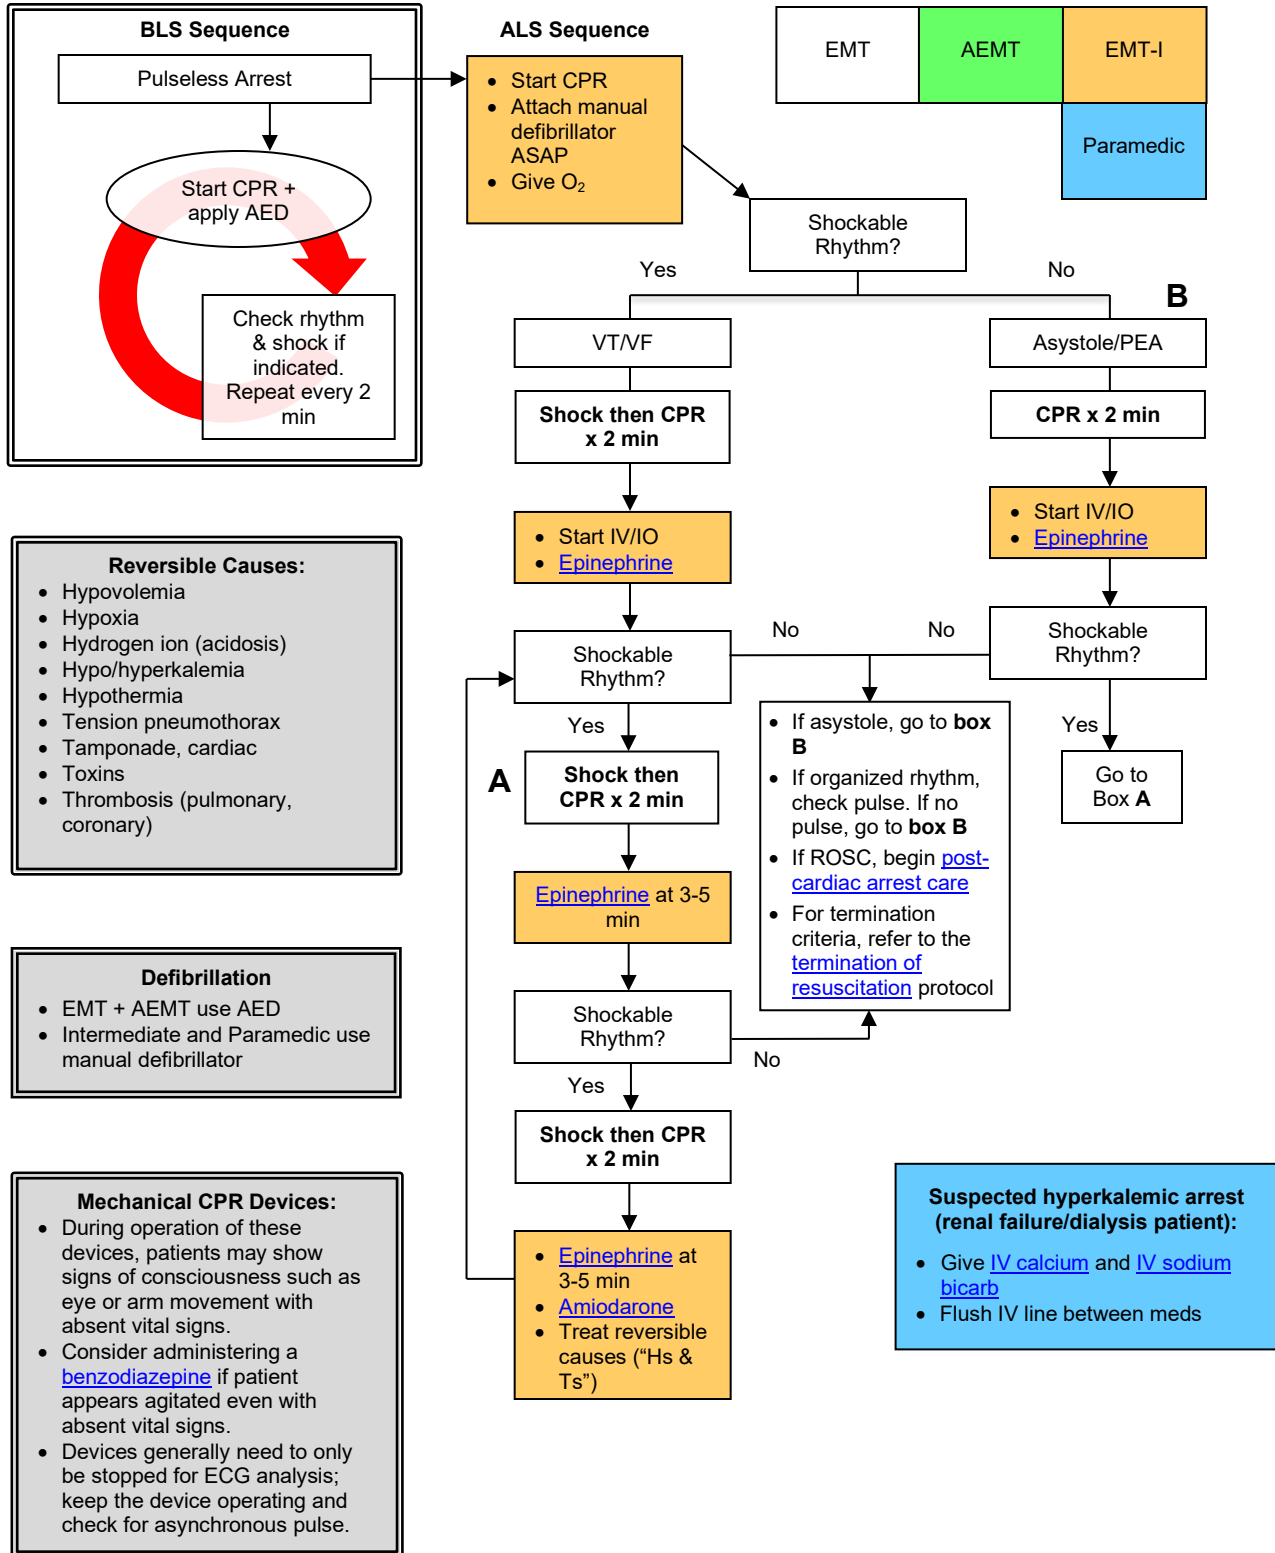 BLS Sequence
Pulseless Arrest
Start CPR +
apply AED
Check rhythm
& shock if
indicated.
Repeat every 2
min
ALS Sequence
• Start CPR
• Attach manual
defibrillator
ASAP
• Give O₂
EMT
AEMT
EMT-I
Paramedic
Shockable
Rhythm?
Yes
No
VT/VF
Shock then CPR
x 2 min
• Start IV/IO
• Epinephrine
Shockable
Rhythm?
No
Yes
A
Shock then
CPR x 2 min
Epinephrine at 3-5
min
Shockable
Rhythm?
No
Yes
Shock then CPR
x 2 min
• Epinephrine at
3-5 min
• Amiodarone
• Treat reversible
causes (“Hs &
Ts”)
B
Asystole/PEA
CPR x 2 min
• Start IV/IO
• Epinephrine
Shockable
Rhythm?
No
Yes
Go to
Box A
• If asystole, go to box
B
• If organized rhythm,
check pulse. If no
pulse, go to box B
• If ROSC, begin post-
cardiac arrest care
• For termination
criteria, refer to the
termination of
resuscitation protocol
Reversible Causes:
• Hypovolemia
• Hypoxia
• Hydrogen ion (acidosis)
• Hypo/hyperkalemia
• Hypothermia
• Tension pneumothorax
• Tamponade, cardiac
• Toxins
• Thrombosis (pulmonary,
coronary)
Defibrillation
• EMT + AEMT use AED
• Intermediate and Paramedic use
manual defibrillator
Mechanical CPR Devices:
• During operation of these
devices, patients may show
signs of consciousness such as
eye or arm movement with
absent vital signs.
• Consider administering a
benzodiazepine if patient
appears agitated even with
absent vital signs.
• Devices generally need to only
be stopped for ECG analysis;
keep the device operating and
check for asynchronous pulse.
Suspected hyperkalemic arrest
(renal failure/dialysis patient):
• Give IV calcium and IV sodium
bicarb
• Flush IV line between meds